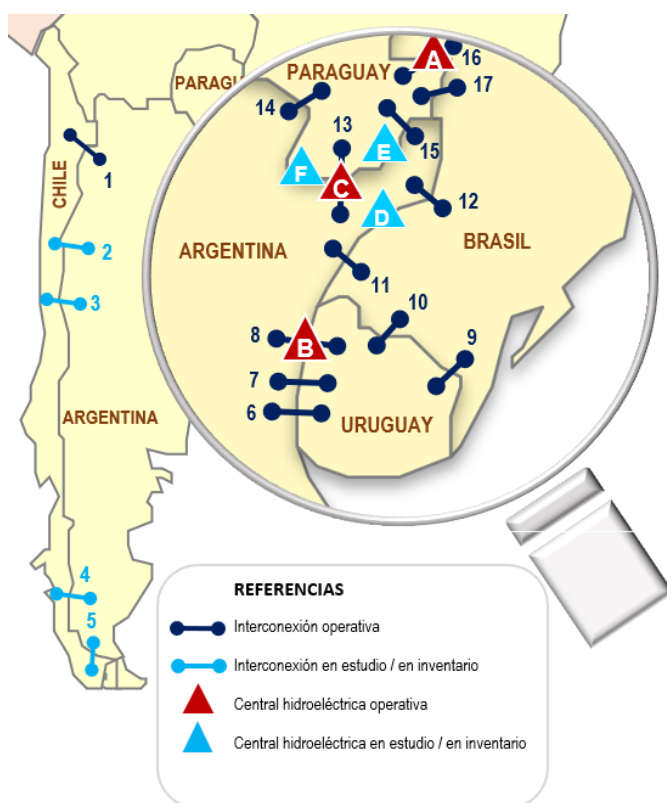 PARAGU
CHILE
ARGENTINA
1
2
3
4
5
PARAGUAY
A
16
17
14
13
E
15
F
C
12
D
BRASIL
ARGENTINA
11
10
9
8
B
7
6
URUGUAY
REFERENCIAS
Interconexión operativa
Interconexión en estudio / en inventario
Central hidroeléctrica operativa
Central hidroeléctrica en estudio / en inventario